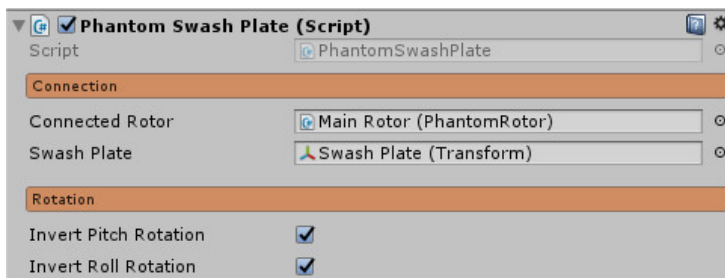 Phantom Swash Plate (Script)
Script PhantomSwashPlate
Connection
Connected Rotor Main Rotor (PhantomRotor)
Swash Plate Swash Plate (Transform)
Rotation
Invert Pitch Rotation
Invert Roll Rotation